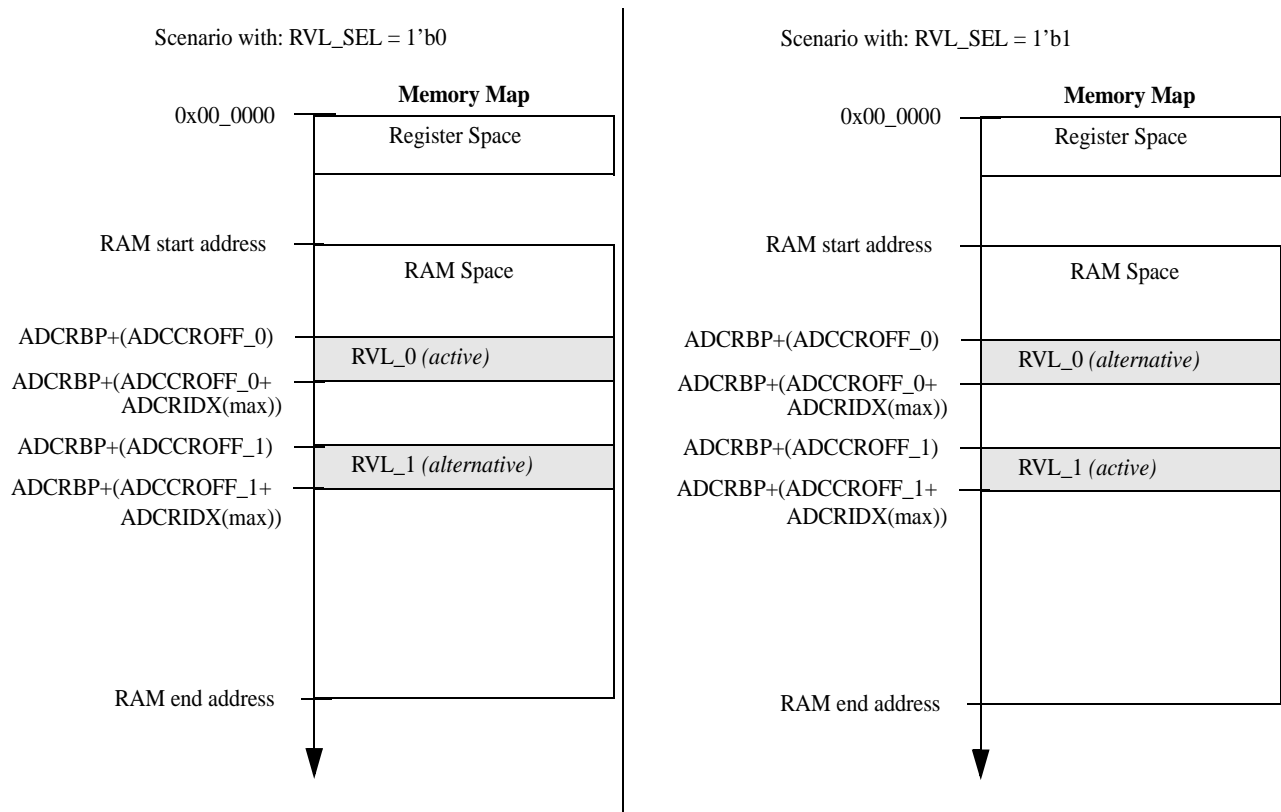 Scenario with: RVL_SEL = 1’b0
Memory Map
0x00_0000
Register Space
RAM start address
RAM Space
ADCRBP+(ADCCROFF_0)
RVL_0 (active)
ADCRBP+(ADCCROFF_0+
ADCRIDX(max))
ADCRBP+(ADCCROFF_1)
RVL_1 (alternative)
ADCRBP+(ADCCROFF_1+
ADCRIDX(max))
RAM end address
Scenario with: RVL_SEL = 1’b1
Memory Map
0x00_0000
Register Space
RAM start address
RAM Space
ADCRBP+(ADCCROFF_0)
RVL_0 (alternative)
ADCRBP+(ADCCROFF_0+
ADCRIDX(max))
ADCRBP+(ADCCROFF_1)
RVL_1 (active)
ADCRBP+(ADCCROFF_1+
ADCRIDX(max))
RAM end address